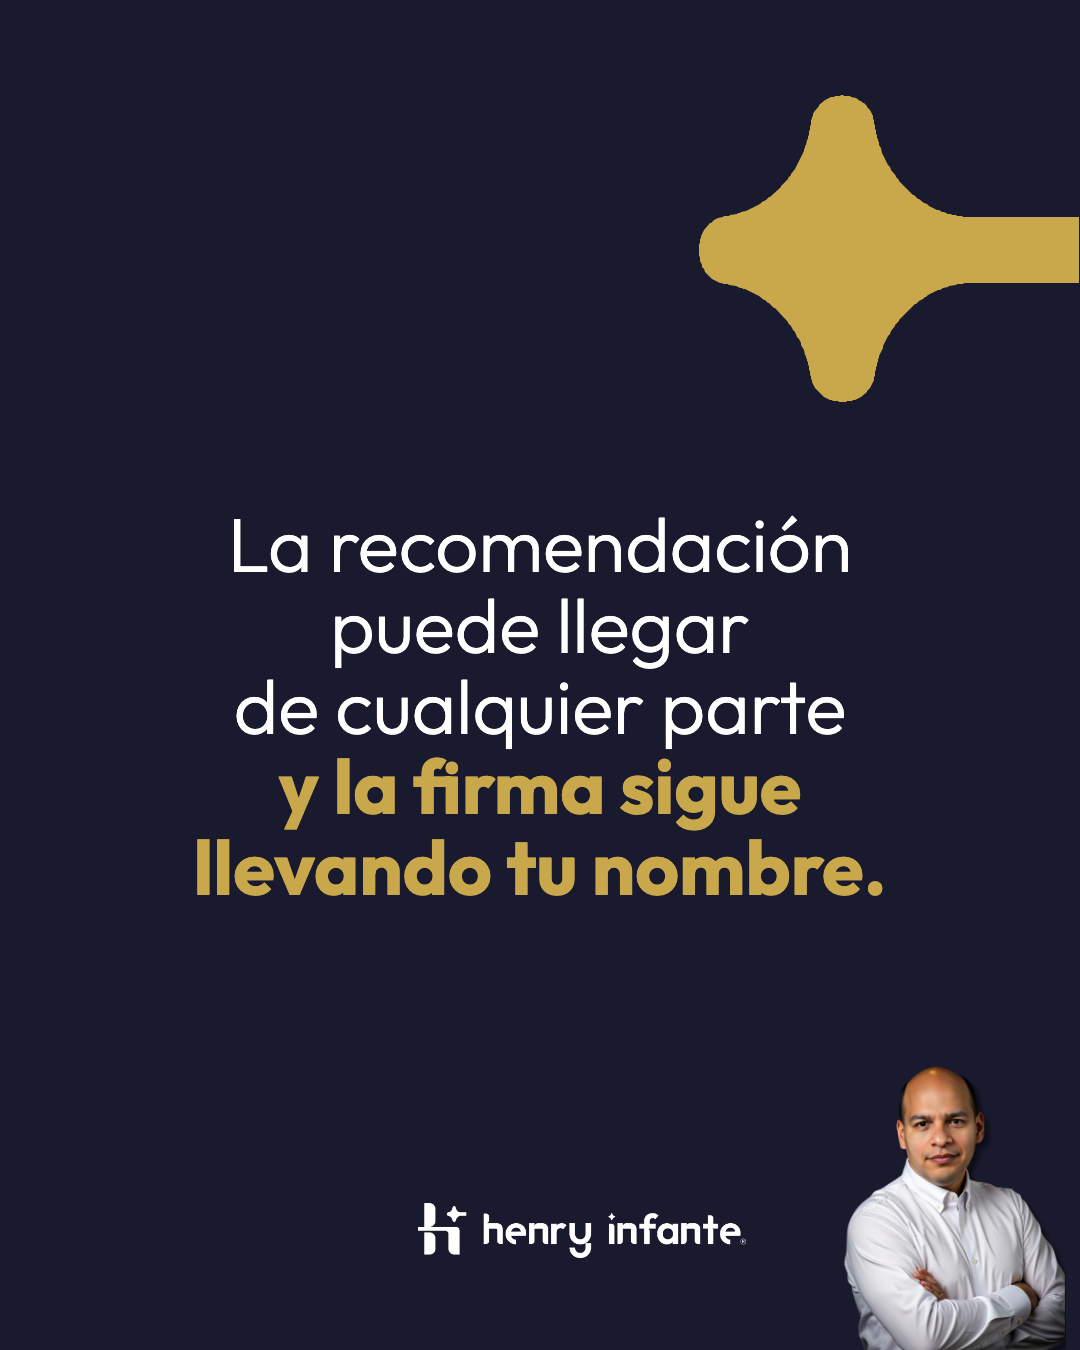 La recomendación
puede llegar
de cualquier parte
y la firma sigue
llevando tu nombre.
henry infante®